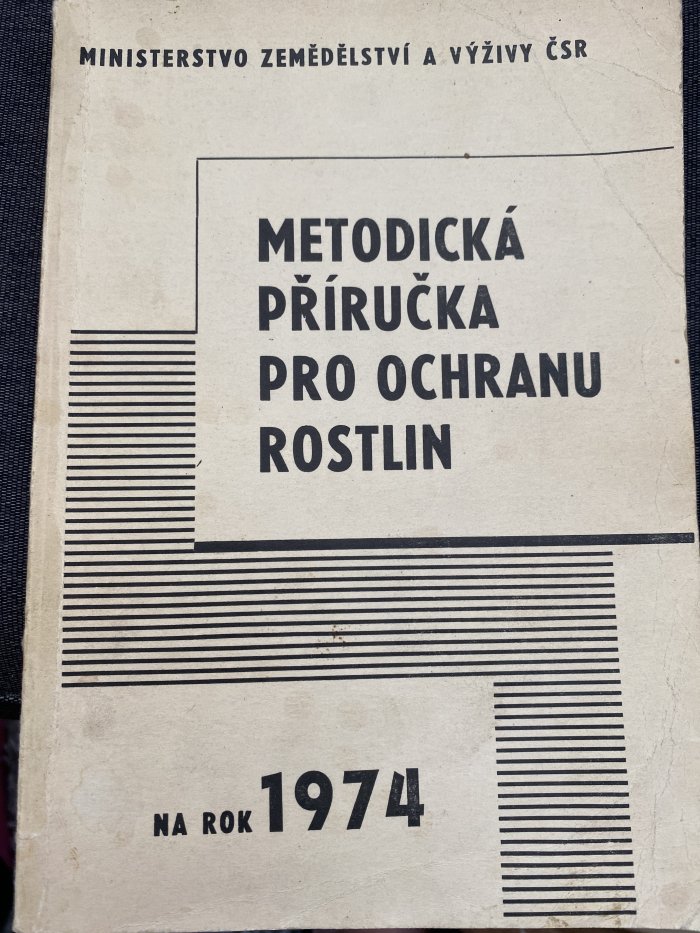 MINISTERSTVO ZEMĚDĚLSTVÍ A VÝŽIVY ČSR
METODICKÁ
PŘÍRUČKA
PRO OCHRANU
ROSTLIN
NA ROK 1974